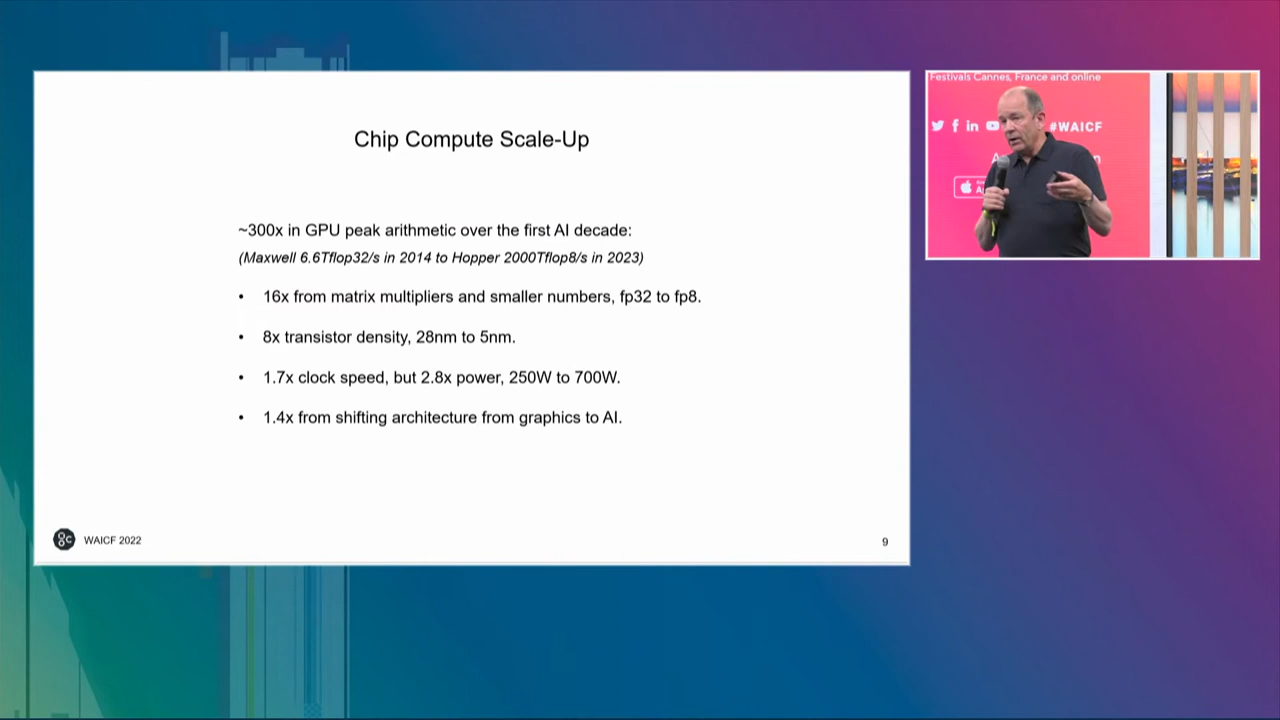 Chip Compute Scale-Up
~300x in GPU peak arithmetic over the first AI decade:
(Maxwell 6.6Tflop32/s in 2014 to Hopper 2000Tflop8/s in 2023)
• 16x from matrix multipliers and smaller numbers, fp32 to fp8.
• 8x transistor density, 28nm to 5nm.
• 1.7x clock speed, but 2.8x power, 250W to 700W.
• 1.4x from shifting architecture from graphics to AI.
WAICF 2022
9
Festivals Cannes, France and online
#WAICF